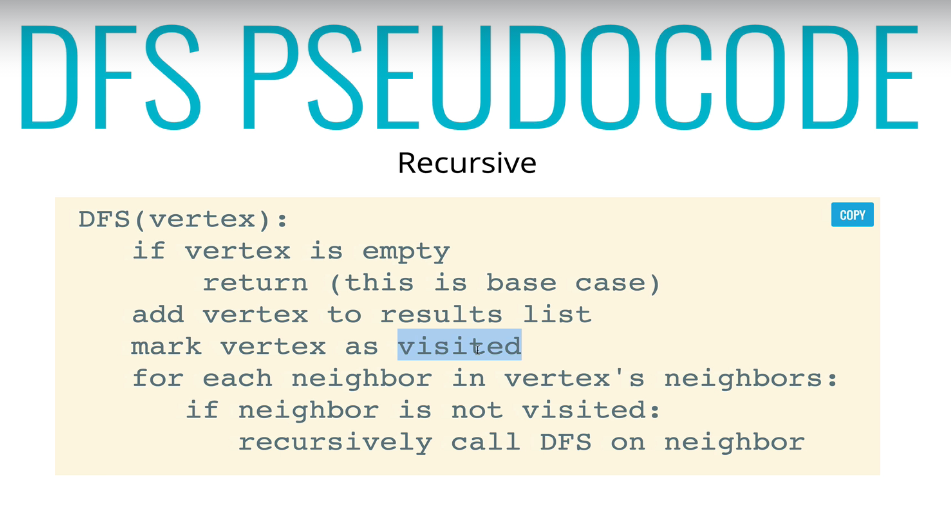 DFS PSEUDOCODE
Recursive
COPY
DFS(vertex):
if vertex is empty
return (this is base case)
add vertex to results list
mark vertex as visited
for each neighbor in vertex's neighbors:
if neighbor is not visited:
recursively call DFS on neighbor